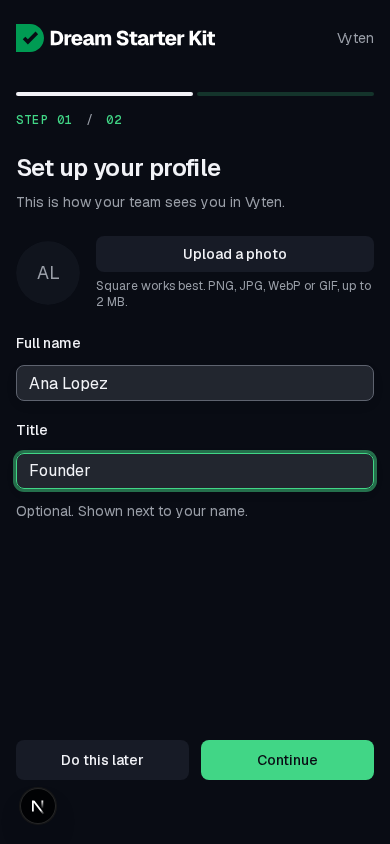 Dream Starter Kit
Vyten
STEP 01 / 02
Set up your profile
This is how your team sees you in Vyten.
AL
Upload a photo
Square works best. PNG, JPG, WebP or GIF, up to
2 MB.
Full name
Ana Lopez
Title
Founder
Optional. Shown next to your name.
Do this later
Continue
N